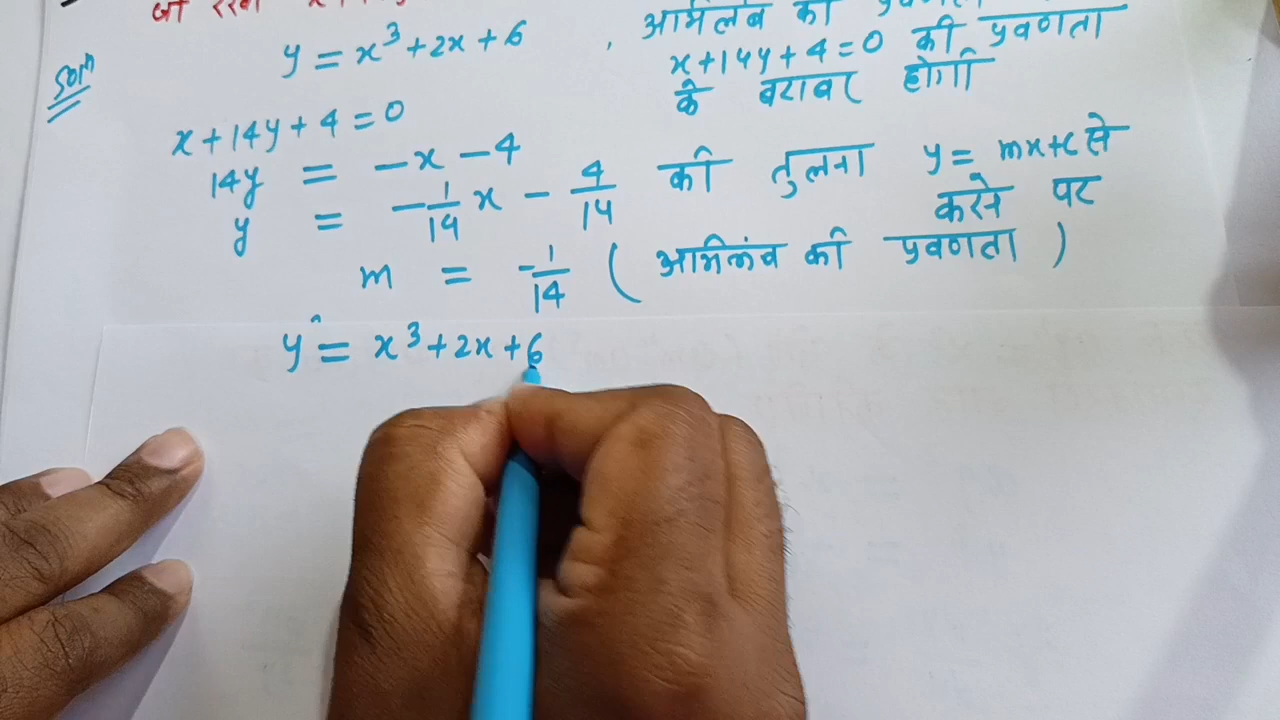 जो रेखा
Soln
y = x³+2x+6 , अभिलंब की
x+14y+4=0 की प्रवणता
के बराबर होगी
x+14y+4=0
14y = -x-4
y = -1/14 x - 4/14 की तुलना y = mx+c से
करने पर
m = -1/14 (अभिलंब की प्रवणता)
y = x³+2x+6